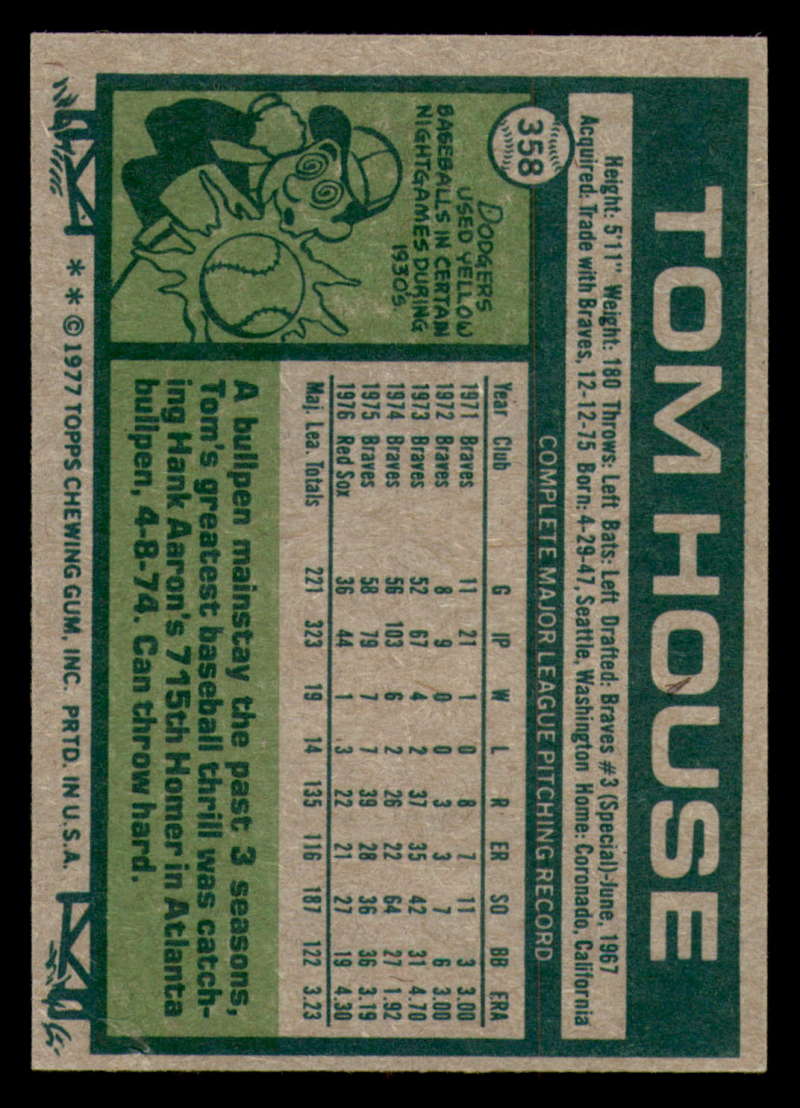 TOM HOUSE
Height: 5'11" Weight: 180 Throws: Left Bats: Left Drafted: Braves #3 (Special)-June, 1967
Acquired: Trade with Braves, 12-12-75 Born: 4-29-47, Seattle, Washington Home: Coronado, California
358
COMPLETE MAJOR LEAGUE PITCHING RECORD
Year Club G IP W L R ER SO BB ERA
1971 Braves 11 21 1 0 8 7 11 3 3.00
1972 Braves 8 9 0 0 3 3 7 6 3.00
1973 Braves 52 67 4 2 37 35 42 31 4.70
1974 Braves 56 103 6 2 26 22 64 27 1.92
1975 Braves 58 79 7 7 39 28 36 36 3.19
1976 Red Sox 36 44 1 3 22 21 27 19 4.30
Maj. Lea. Totals 221 323 19 14 135 116 187 122 3.23
DODGERS
USED YELLOW
BASEBALLS IN CERTAIN
NIGHTGAMES DURING
1930's.
A bullpen mainstay the past 3 seasons,
Tom's greatest baseball thrill was catch-
ing Hank Aaron's 715th Homer in Atlanta
bullpen, 4-8-74. Can throw hard.
* * © 1977 TOPPS CHEWING GUM, INC. PRTD. IN U.S.A.